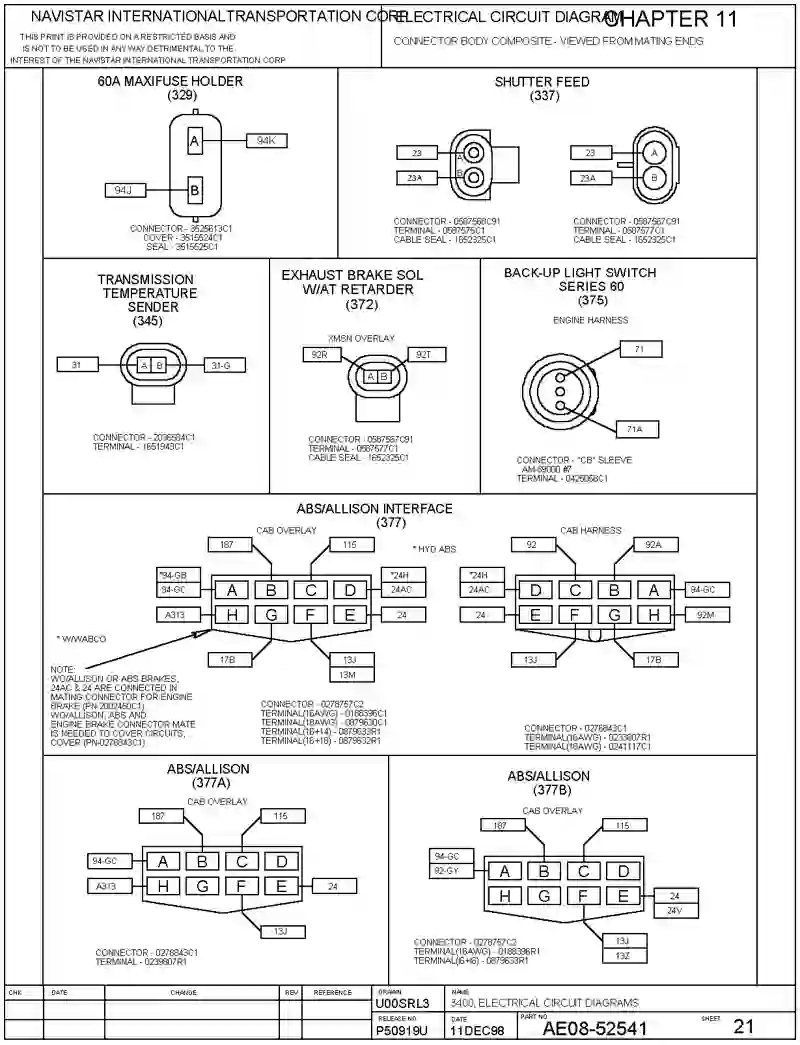 NAVISTAR INTERNATIONAL TRANSPORTATION CORP
THIS PRINT IS PROVIDED ON A RESTRICTED BASIS AND
IS NOT TO BE USED IN ANY WAY DETRIMENTAL TO THE
INTEREST OF THE NAVISTAR INTERNATIONAL TRANSPORTATION CORP
ELECTRICAL CIRCUIT DIAGRAM
CHAPTER 11
CONNECTOR BODY COMPOSITE - VIEWED FROM MATING ENDS
60A MAXIFUSE HOLDER
(329)
A
94K
94J
B
CONNECTOR - 3525613C1
COVER - 3515524C1
SEAL - 3515525C1
SHUTTER FEED
(337)
23
A
23A
B
CONNECTOR - 0587568C91
TERMINAL - 0587575C1
CABLE SEAL - 1652325C1
23
A
23A
B
CONNECTOR - 0587567C91
TERMINAL - 0587577C1
CABLE SEAL - 1652325C1
TRANSMISSION
TEMPERATURE
SENDER
(345)
31
A B
31-G
CONNECTOR - 2036584C1
TERMINAL - 1651943C1
EXHAUST BRAKE SOL
W/AT RETARDER
(372)
XMSN OVERLAY
92R
92T
A B
CONNECTOR - 0587567C91
TERMINAL - 0587577C1
CABLE SEAL - 1652325C1
BACK-UP LIGHT SWITCH
SERIES 60
(375)
ENGINE HARNESS
71
71A
CONNECTOR - "CB" SLEEVE
AM-69000 #7
TERMINAL - 0425058C1
ABS/ALLISON INTERFACE
(377)
CAB OVERLAY
187
115
* HYD ABS
*94-GB
94-GC
A B C D
*24H
24AC
A313
H G F E
24
* W/WABCO
17B
13J
13M
NOTE:
WO/ALLISON OR ABS BRAKES,
24AC & 24 ARE CONNECTED IN
MATING CONNECTOR FOR ENGINE
BRAKE (PN-2002460C1)
WO/ALLISON, ABS AND
ENGINE BRAKE CONNECTOR MATE
IS NEEDED TO COVER CIRCUITS,
COVER (PN-0276843C1)
CONNECTOR - 0278757C2
TERMINAL(16AWG) - 0188396C1
TERMINAL(18AWG) - 0879630C1
TERMINAL(16+14) - 0879633R1
TERMINAL(16+18) - 0879632R1
CAB HARNESS
92
92A
*24H
24AC
D C B A
94-GC
24
E F G H
92M
13J
17B
CONNECTOR - 0276843C1
TERMINAL(16AWG) - 0233807R1
TERMINAL(18AWG) - 0241117C1
ABS/ALLISON
(377A)
CAB OVERLAY
187
115
94-GC
A B C D
A313
H G F E
24
13J
CONNECTOR - 0276843C1
TERMINAL - 0239807R1
ABS/ALLISON
(377B)
CAB OVERLAY
187
115
94-GC
92-GY
A B C D
H G F E
24
24V
13J
13Z
CONNECTOR - 0278757C2
TERMINAL(16AWG) - 0188396R1
TERMINAL(16+16) - 0879633R1
CHK
DATE
CHANGE
REV
REFERENCE
DRAWN
U00SRL3
NAME
3400, ELECTRICAL CIRCUIT DIAGRAMS
RELEASE NO.
P50919U
DATE
11DEC98
PART NO.
AE08-52541
SHEET
21